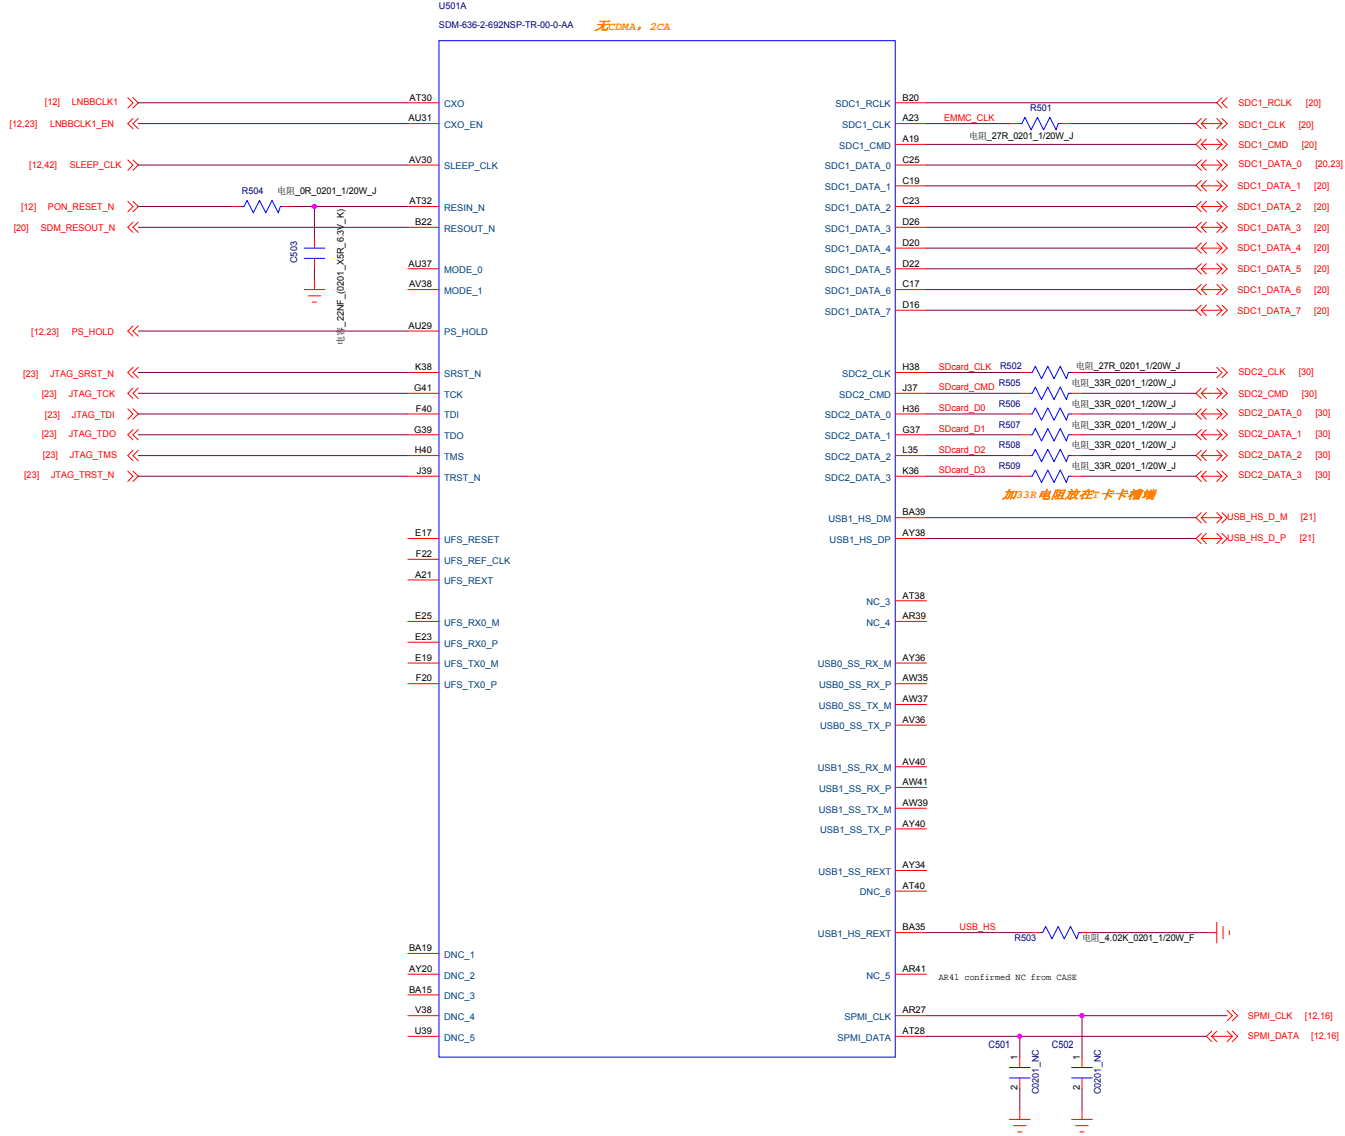 U501A
SDM-636-2-692NSP-TR-00-0-AA 无CDMA, 2CA
[12] LNBBCLK1 AT30 CXO
[12,23] LNBBCLK1_EN AU31 CXO_EN
[12,42] SLEEP_CLK AV30 SLEEP_CLK
R504 电阻_0R_0201_1/20W_J
[12] PON_RESET_N AT32 RESIN_N
[20] SDM_RESOUT_N B22 RESOUT_N
C503
电容_22NF_(0201_X5R_6.3V_K)
AU37 MODE_0
AV38 MODE_1
[12,23] PS_HOLD AU29 PS_HOLD
[23] JTAG_SRST_N K38 SRST_N
[23] JTAG_TCK G41 TCK
[23] JTAG_TDI F40 TDI
[23] JTAG_TDO G39 TDO
[23] JTAG_TMS H40 TMS
[23] JTAG_TRST_N J39 TRST_N
E17 UFS_RESET
F22 UFS_REF_CLK
A21 UFS_REXT
E25 UFS_RX0_M
E23 UFS_RX0_P
E19 UFS_TX0_M
F20 UFS_TX0_P
BA19 DNC_1
AY20 DNC_2
BA15 DNC_3
V38 DNC_4
U39 DNC_5
SDC1_RCLK B20 SDC1_RCLK [20]
R501
SDC1_CLK A23 EMMC_CLK SDC1_CLK [20]
电阻_27R_0201_1/20W_J
SDC1_CMD A19 SDC1_CMD [20]
SDC1_DATA_0 C25 SDC1_DATA_0 [20,23]
SDC1_DATA_1 C19 SDC1_DATA_1 [20]
SDC1_DATA_2 C23 SDC1_DATA_2 [20]
SDC1_DATA_3 D26 SDC1_DATA_3 [20]
SDC1_DATA_4 D20 SDC1_DATA_4 [20]
SDC1_DATA_5 D22 SDC1_DATA_5 [20]
SDC1_DATA_6 C17 SDC1_DATA_6 [20]
SDC1_DATA_7 D16 SDC1_DATA_7 [20]
SDC2_CLK H38 SDcard_CLK R502 电阻_27R_0201_1/20W_J SDC2_CLK [30]
SDC2_CMD J37 SDcard_CMD R505 电阻_33R_0201_1/20W_J SDC2_CMD [30]
SDC2_DATA_0 H36 SDcard_D0 R506 电阻_33R_0201_1/20W_J SDC2_DATA_0 [30]
SDC2_DATA_1 G37 SDcard_D1 R507 电阻_33R_0201_1/20W_J SDC2_DATA_1 [30]
SDC2_DATA_2 L35 SDcard_D2 R508 电阻_33R_0201_1/20W_J SDC2_DATA_2 [30]
SDC2_DATA_3 K36 SDcard_D3 R509 电阻_33R_0201_1/20W_J SDC2_DATA_3 [30]
加33R电阻放在T卡卡槽端
USB1_HS_DM BA39 USB_HS_D_M [21]
USB1_HS_DP AY38 USB_HS_D_P [21]
NC_3 AT38
NC_4 AR39
USB0_SS_RX_M AY36
USB0_SS_RX_P AW35
USB0_SS_TX_M AW37
USB0_SS_TX_P AV36
USB1_SS_RX_M AV40
USB1_SS_RX_P AW41
USB1_SS_TX_M AW39
USB1_SS_TX_P AY40
USB1_SS_REXT AY34
DNC_6 AT40
USB1_HS_REXT BA35 USB_HS R503 电阻_4.02K_0201_1/20W_F
NC_5 AR41 AR41 confirmed NC from CASE
SPMI_CLK AR27 SPMI_CLK [12,16]
SPMI_DATA AT28 SPMI_DATA [12,16]
C501 1 2 C0201_NC
C502 1 2 C0201_NC